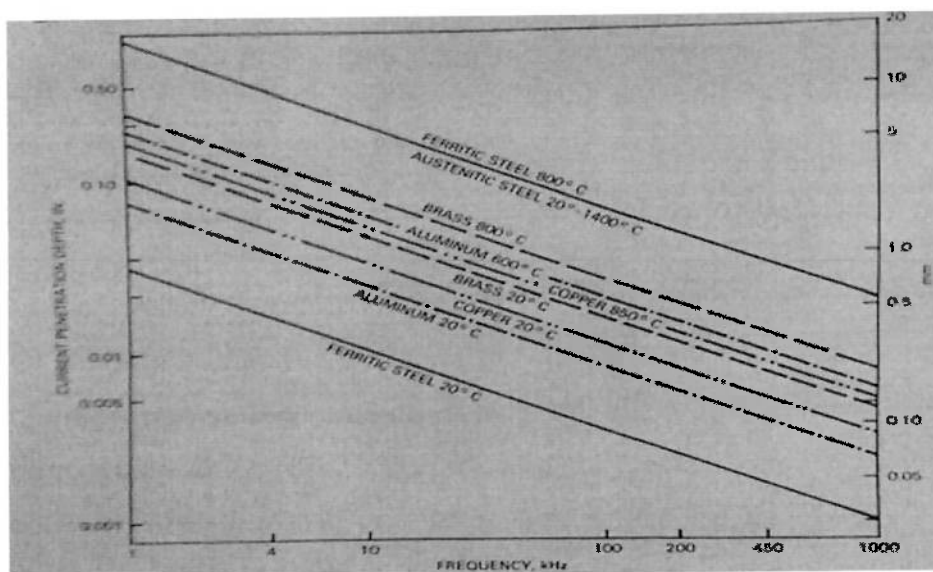 20
10
5
1.0
mm
0.5
0.10
0.05
CURRENT PENETRATION DEPTH, IN.
0.50
0.10
0.01
0.005
0.001
FERRITIC STEEL 800° C
AUSTENITIC STEEL 20°-1400° C
BRASS 800° C
ALUMINUM 600° C
COPPER 850° C
BRASS 20° C
COPPER 20° C
ALUMINUM 20° C
FERRITIC STEEL 20° C
1 4 10 100 200 450 1000
FREQUENCY, kHz